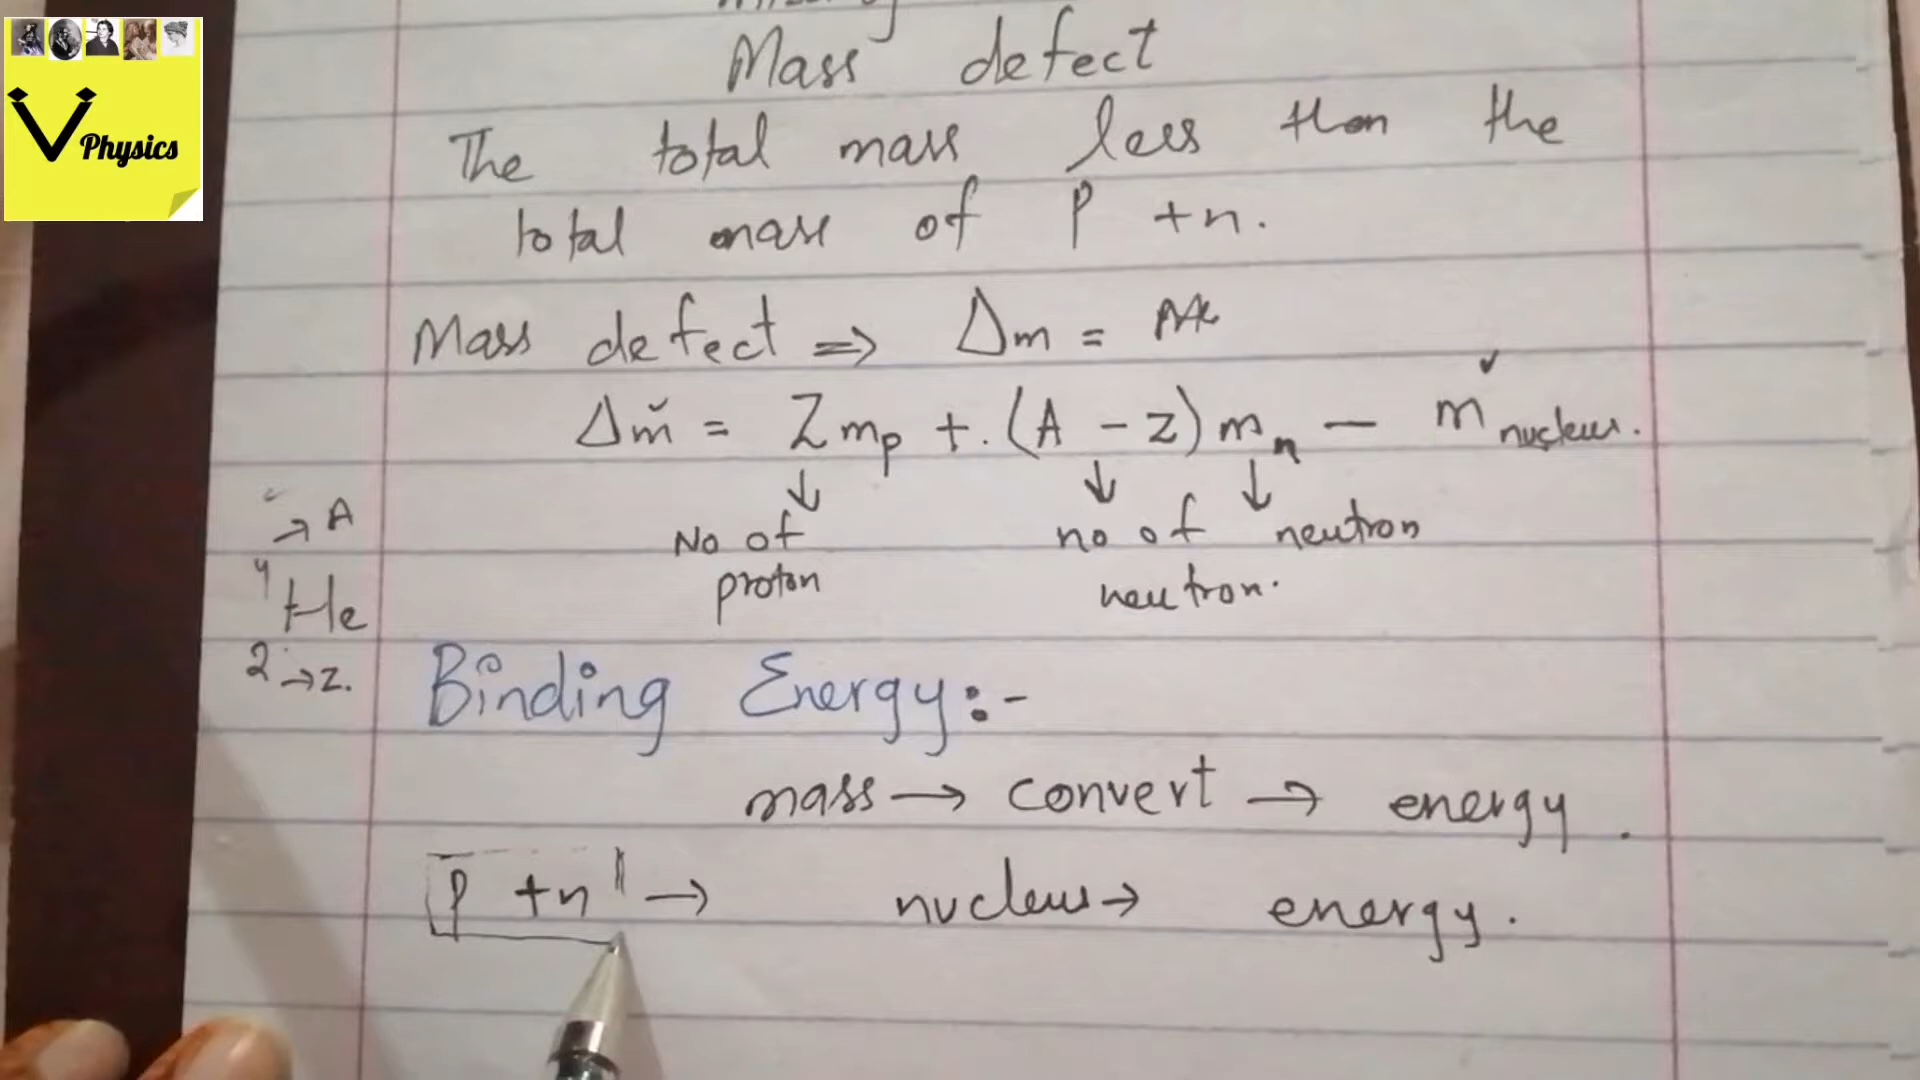 V Physics
Mass defect
The total mass less than the
total mass of P + n.
Mass defect ⇒ Δm =
Δm = Zmp + (A - z) mn - m nucleus.
↓ ↓ ↓
No of proton
no of neutron.
neutron
→ A
4
He
2 → z.
Binding Energy:-
mass → convert → energy.
P + n → nucleus → energy.